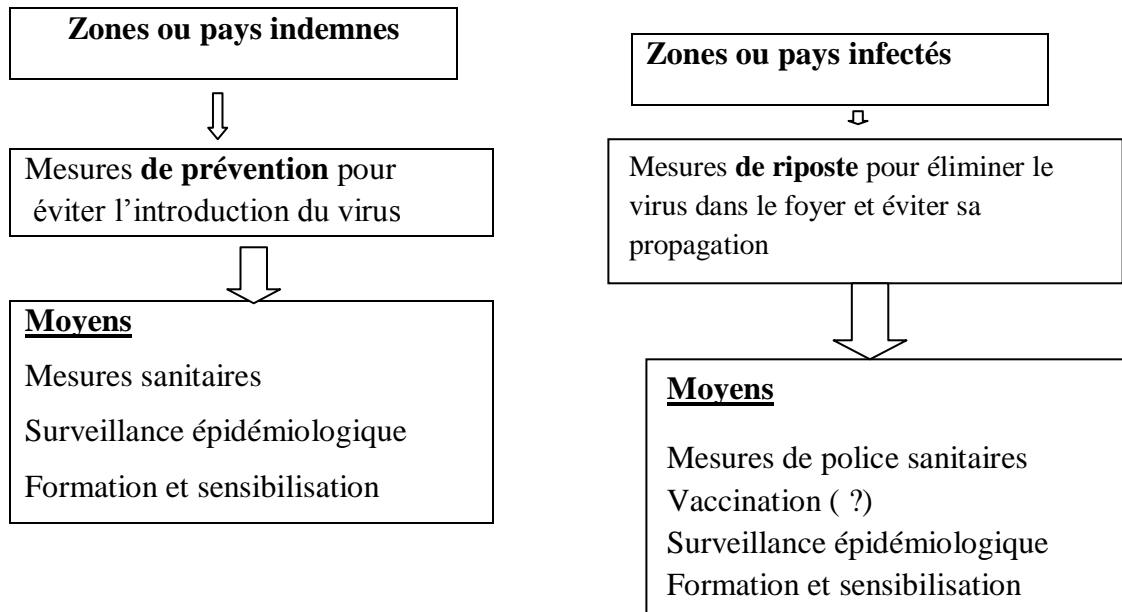 Zones ou pays indemnes
Mesures de prévention pour
éviter l’introduction du virus
Moyens
Mesures sanitaires
Surveillance épidémiologique
Formation et sensibilisation
Zones ou pays infectés
Mesures de riposte pour éliminer le
virus dans le foyer et éviter sa
propagation
Moyens
Mesures de police sanitaires
Vaccination ( ?)
Surveillance épidémiologique
Formation et sensibilisation